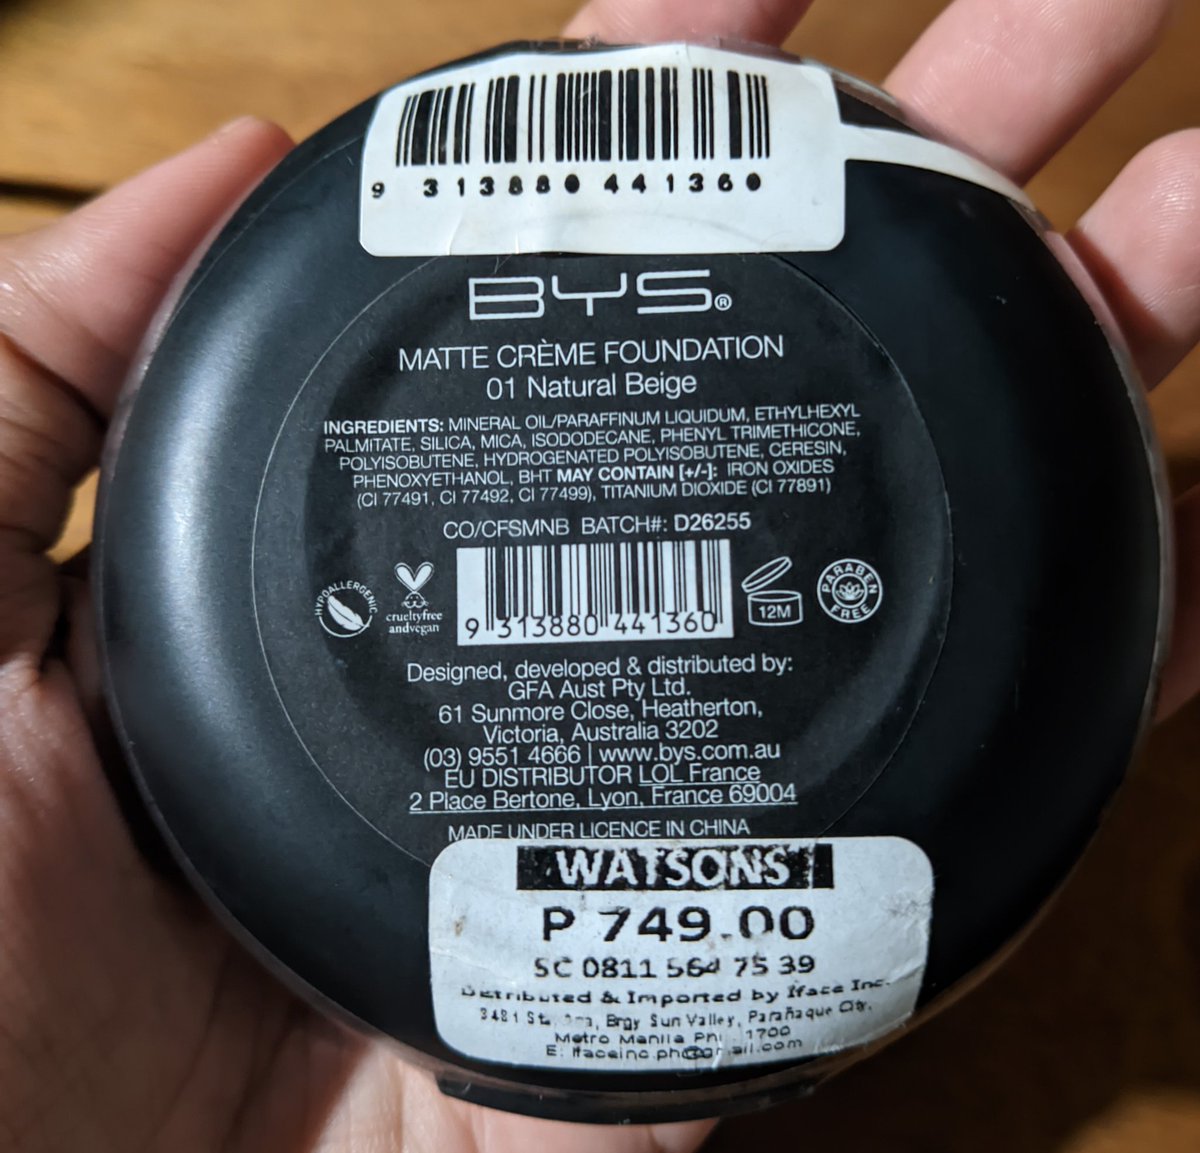 9 313880 441360
BYS®
MATTE CRÈME FOUNDATION
01 Natural Beige
INGREDIENTS: MINERAL OIL/PARAFFINUM LIQUIDUM, ETHYLHEXYL
PALMITATE, SILICA, MICA, ISODODECANE, PHENYL TRIMETHICONE,
POLYISOBUTENE, HYDROGENATED POLYISOBUTENE, CERESIN,
PHENOXYETHANOL, BHT MAY CONTAIN [+/-]: IRON OXIDES
(CI 77491, CI 77492, CI 77499), TITANIUM DIOXIDE (CI 77891)
CO/CFSMNB BATCH#: D26255
HYPOALLERGENIC
crueltyfree
andvegan
9 313880 441360
12M
PARABEN
FREE
Designed, developed & distributed by:
GFA Aust Pty Ltd.
61 Sunmore Close, Heatherton,
Victoria, Australia 3202
(03) 9551 4666 | www.bys.com.au
EU DISTRIBUTOR LOL France
2 Place Bertone, Lyon, France 69004
MADE UNDER LICENCE IN CHINA
WATSONS
P 749.00
SC 0811 564 75 39
Distributed & Imported by Iface Inc.
3481 Brgy Sun Valley, Parañaque City,
Metro Manila 1700
E: